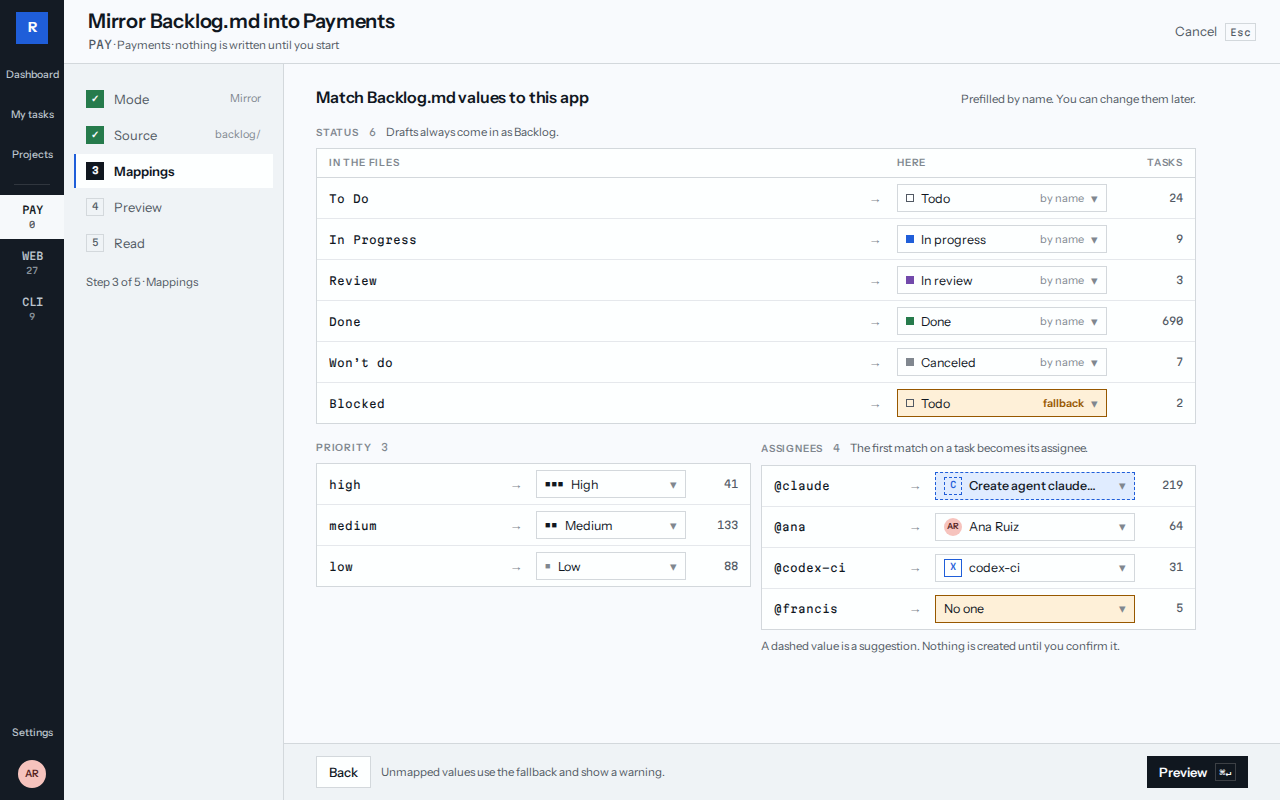 R
Dashboard
My tasks
Projects
PAY
0
WEB
27
CLI
9
Settings
AR
Mirror Backlog.md into Payments
PAY · Payments · nothing is written until you start
Cancel Esc
✓ Mode Mirror
✓ Source backlog/
3 Mappings
4 Preview
5 Read
Step 3 of 5 · Mappings
Match Backlog.md values to this app
Prefilled by name. You can change them later.
STATUS 6 Drafts always come in as Backlog.
IN THE FILES HERE TASKS
To Do → Todo by name ▾ 24
In Progress → In progress by name ▾ 9
Review → In review by name ▾ 3
Done → Done by name ▾ 690
Won't do → Canceled by name ▾ 7
Blocked → Todo fallback ▾ 2
PRIORITY 3
high → High ▾ 41
medium → Medium ▾ 133
low → Low ▾ 88
ASSIGNEES 4 The first match on a task becomes its assignee.
@claude → C Create agent claude… ▾ 219
@ana → AR Ana Ruiz ▾ 64
@codex-ci → X codex-ci ▾ 31
@francis → No one ▾ 5
A dashed value is a suggestion. Nothing is created until you confirm it.
Back Unmapped values use the fallback and show a warning.
Preview ⌘↵